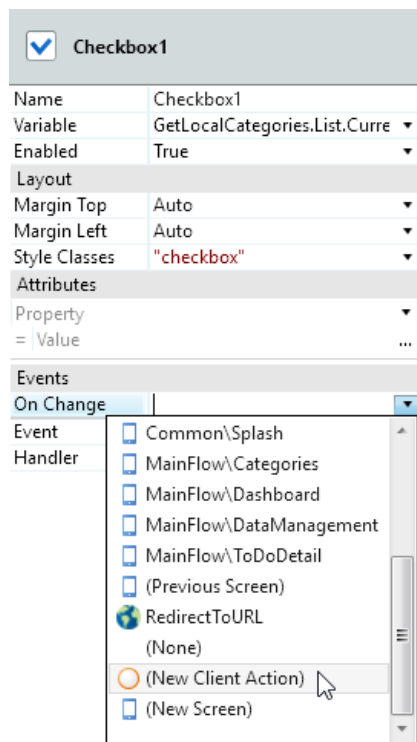 Checkbox1
Name Checkbox1
Variable GetLocalCategories.List.Curre
Enabled True
Layout
Margin Top Auto
Margin Left Auto
Style Classes "checkbox"
Attributes
Property
= Value ...
Events
On Change
Event
Handler
Common\Splash
MainFlow\Categories
MainFlow\Dashboard
MainFlow\DataManagement
MainFlow\ToDoDetail
(Previous Screen)
RedirectToURL
(None)
(New Client Action)
(New Screen)